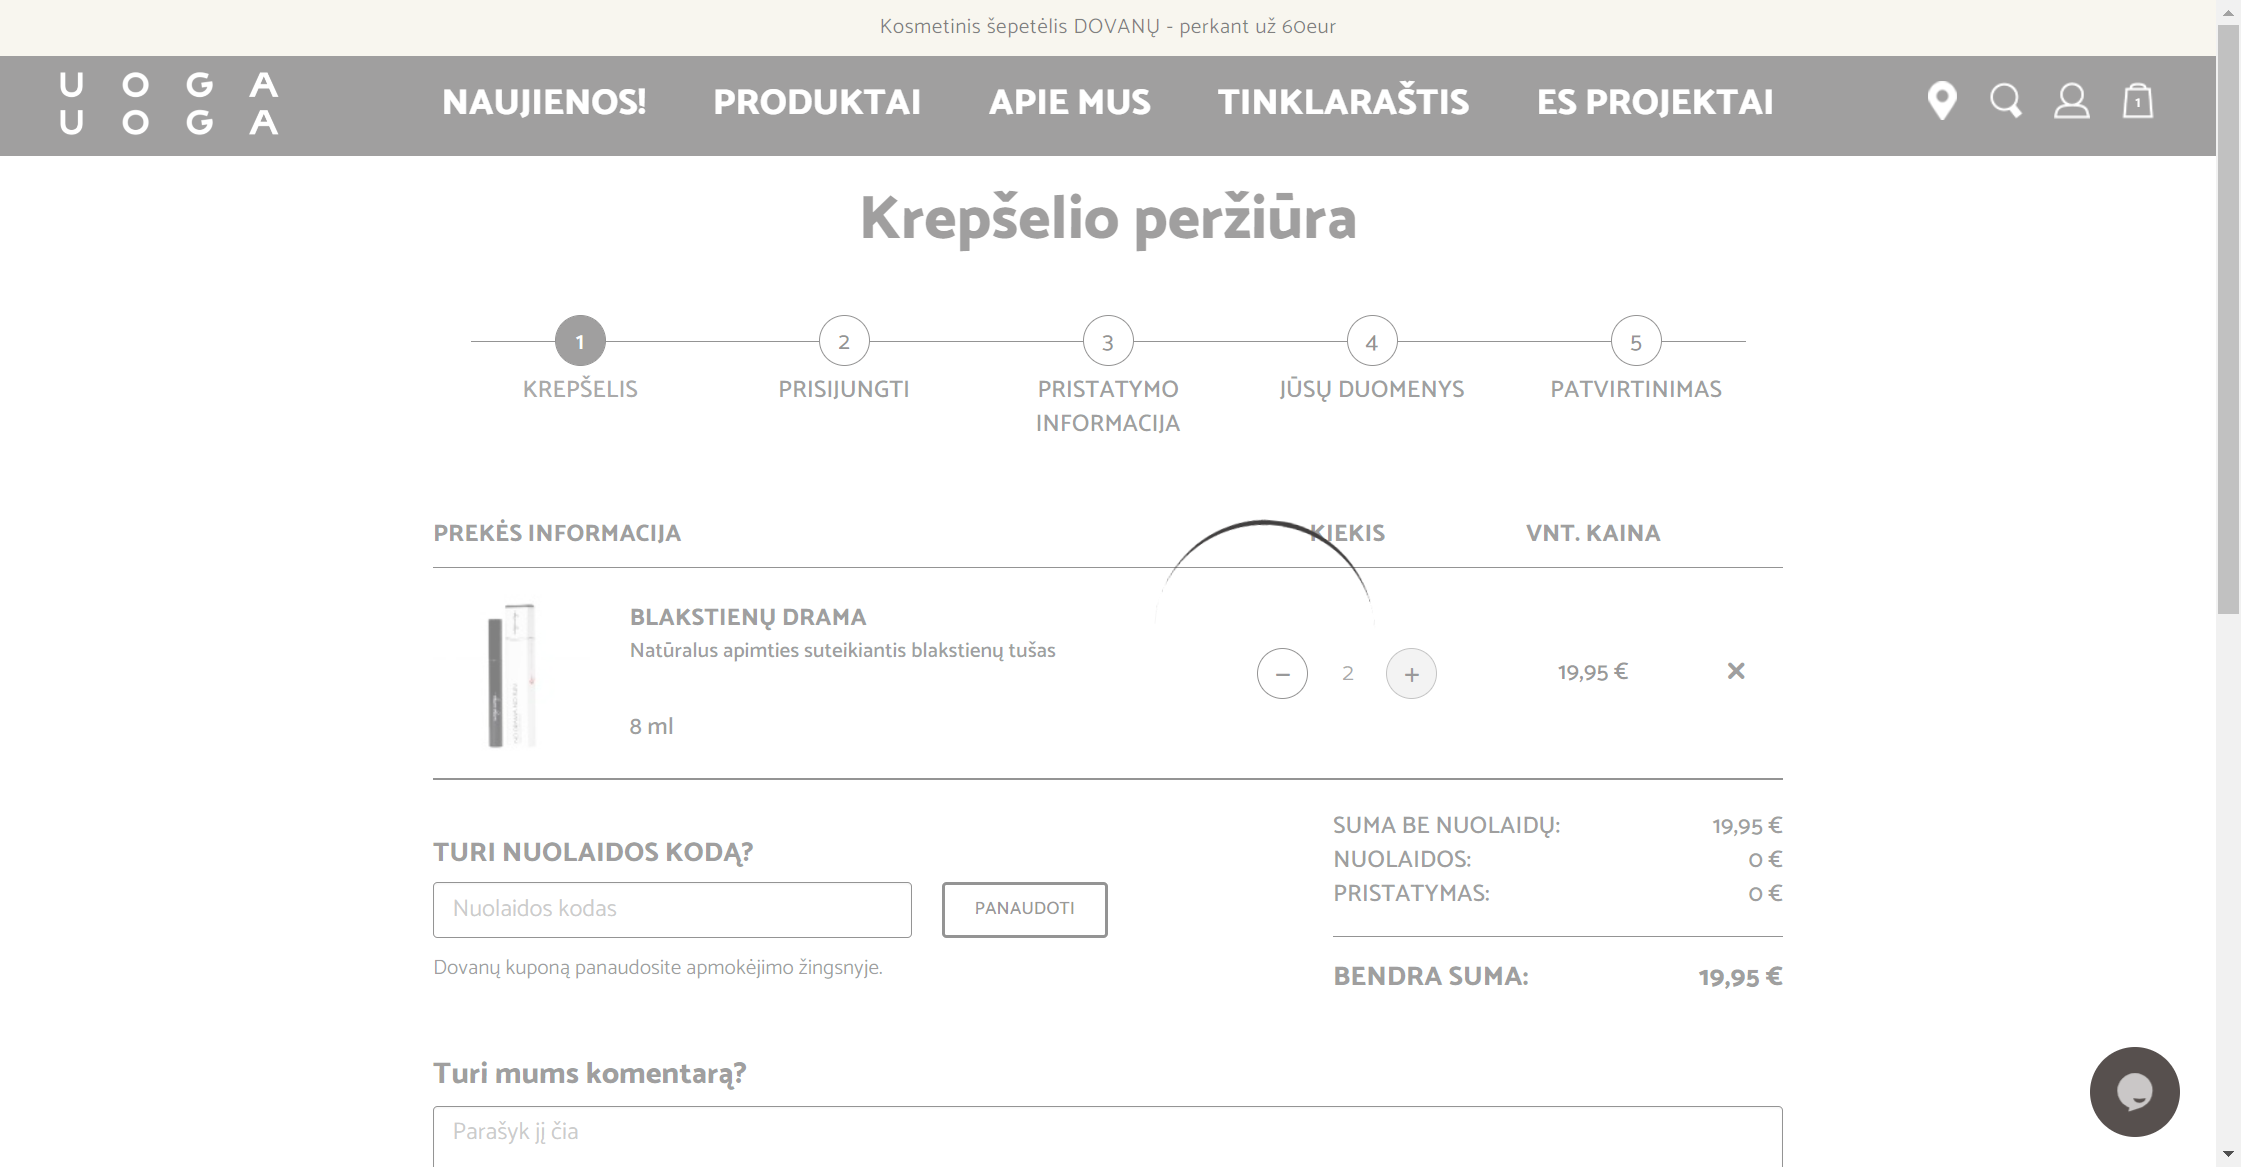 Kosmetinis šepetėlis DOVANŲ - perkant už 60eur
U O G A
U O G A
NAUJIENOS! PRODUKTAI APIE MUS TINKLARAŠTIS ES PROJEKTAI
1
Krepšelio peržiūra
1 2 3 4 5
KREPŠELIS PRISIJUNGTI PRISTATYMO INFORMACIJA JŪSŲ DUOMENYS PATVIRTINIMAS
PREKĖS INFORMACIJA KIEKIS VNT. KAINA
BLAKSTIENŲ DRAMA
Natūralus apimties suteikiantis blakstienų tušas
− 2 + 19,95 € ×
8 ml
SUMA BE NUOLAIDŲ: 19,95 €
NUOLAIDOS: 0 €
PRISTATYMAS: 0 €
BENDRA SUMA: 19,95 €
TURI NUOLAIDOS KODĄ?
Nuolaidos kodas PANAUDOTI
Dovanų kuponą panaudosite apmokėjimo žingsnyje.
Turi mums komentarą?
Parašyk jį čia